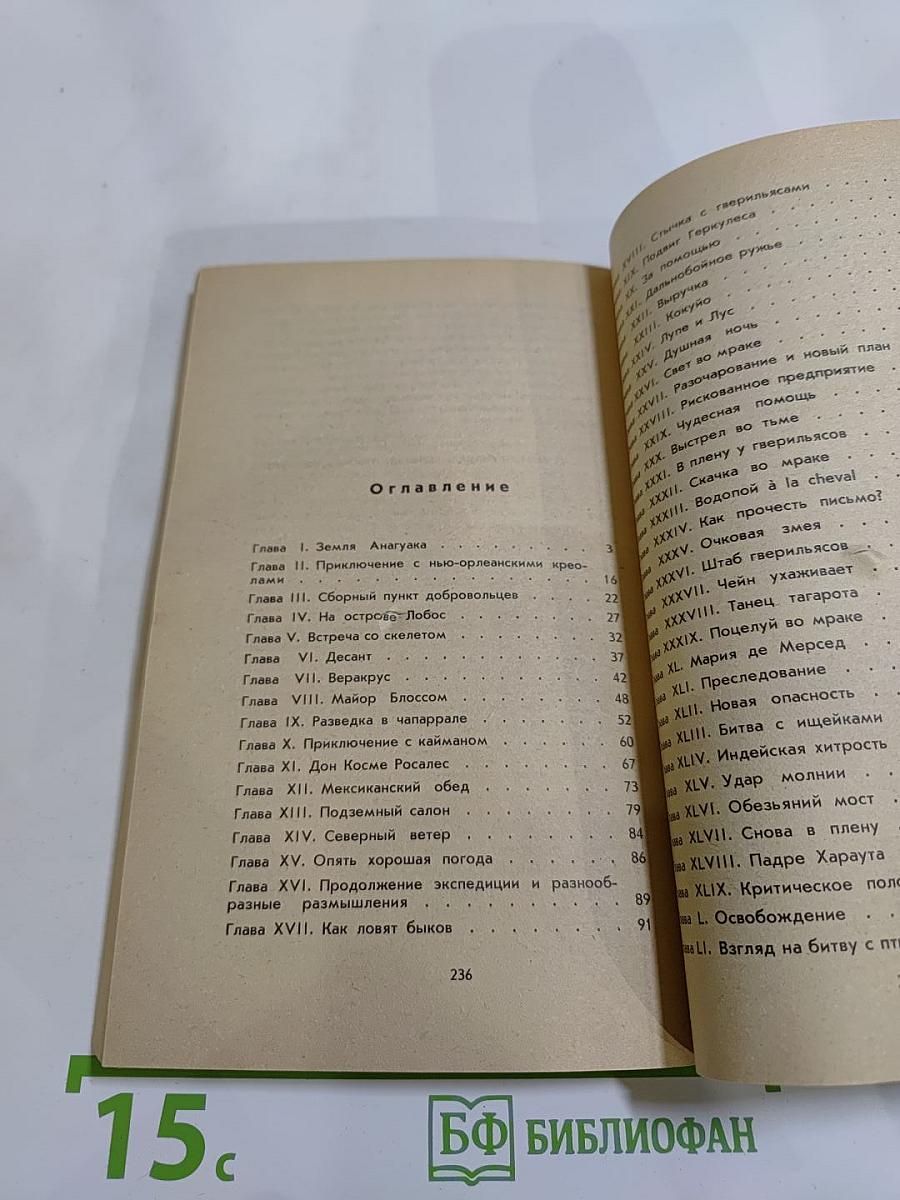 Оглавление
Глава I. Земля Анагуака . . . . . . . . . 3
Глава II. Приключение с нью-орлеанскими крео-
лами . . . . . . . . . . . . . . . . 16
Глава III. Сборный пункт добровольцев . . . . 22
Глава IV. На острове Лобос . . . . . . . . 27
Глава V. Встреча со скелетом . . . . . . . . 32
Глава VI. Десант . . . . . . . . . . . . 37
Глава VII. Веракрус . . . . . . . . . . . 42
Глава VIII. Майор Блоссом . . . . . . . . 48
Глава IX. Разведка в чапаррале . . . . . . . 52
Глава X. Приключение с кайманом . . . . . . 60
Глава XI. Дон Косме Росалес . . . . . . . . 67
Глава XII. Мексиканский обед . . . . . . . 73
Глава XIII. Подземный салон . . . . . . . . 79
Глава XIV. Северный ветер . . . . . . . . 84
Глава XV. Опять хорошая погода . . . . . . 86
Глава XVI. Продолжение экспедиции и разнооб-
разные размышления . . . . . . . . . . 89
Глава XVII. Как ловят быков . . . . . . . . 91
236
XVIII. Стычка с гверильясами . . . .
XIX. Подвиг Геркулеса . . . .
XX. За помощью . . . .
XXI. Дальнобойное ружье . . . .
XXII. Выручка . . . .
XXIII. Кокуйо . . . .
XXIV. Лупе и Лус . . . .
XXV. Душная ночь . . . .
XXVI. Свет во мраке . . . .
XXVII. Разочарование и новый план
XXVIII. Рискованное предприятие .
XXIX. Чудесная помощь . . .
XXX. Выстрел во тьме . . .
XXXI. В плену у гверильясов . .
XXXII. Скачка во мраке . . .
XXXIII. Водопой à la cheval . .
XXXIV. Как прочесть письмо?
XXXV. Очковая змея . . .
XXXVI. Штаб гверильясов . .
XXXVII. Чейн ухаживает . .
XXXVIII. Танец тагарота . .
XXXIX. Поцелуй во мраке . .
XL. Мария де Мерсед . .
XLI. Преследование . . .
XLII. Новая опасность . .
XLIII. Битва с ищейками
XLIV. Индейская хитрость
XLV. Удар молнии . .
XLVI. Обезьяний мост .
XLVII. Снова в плену .
XLVIII. Падре Хараута .
XLIX. Критическое
L. Освобождение . .
LI. Взгляд на битву с
15 с
БФ БИБЛИОФАН